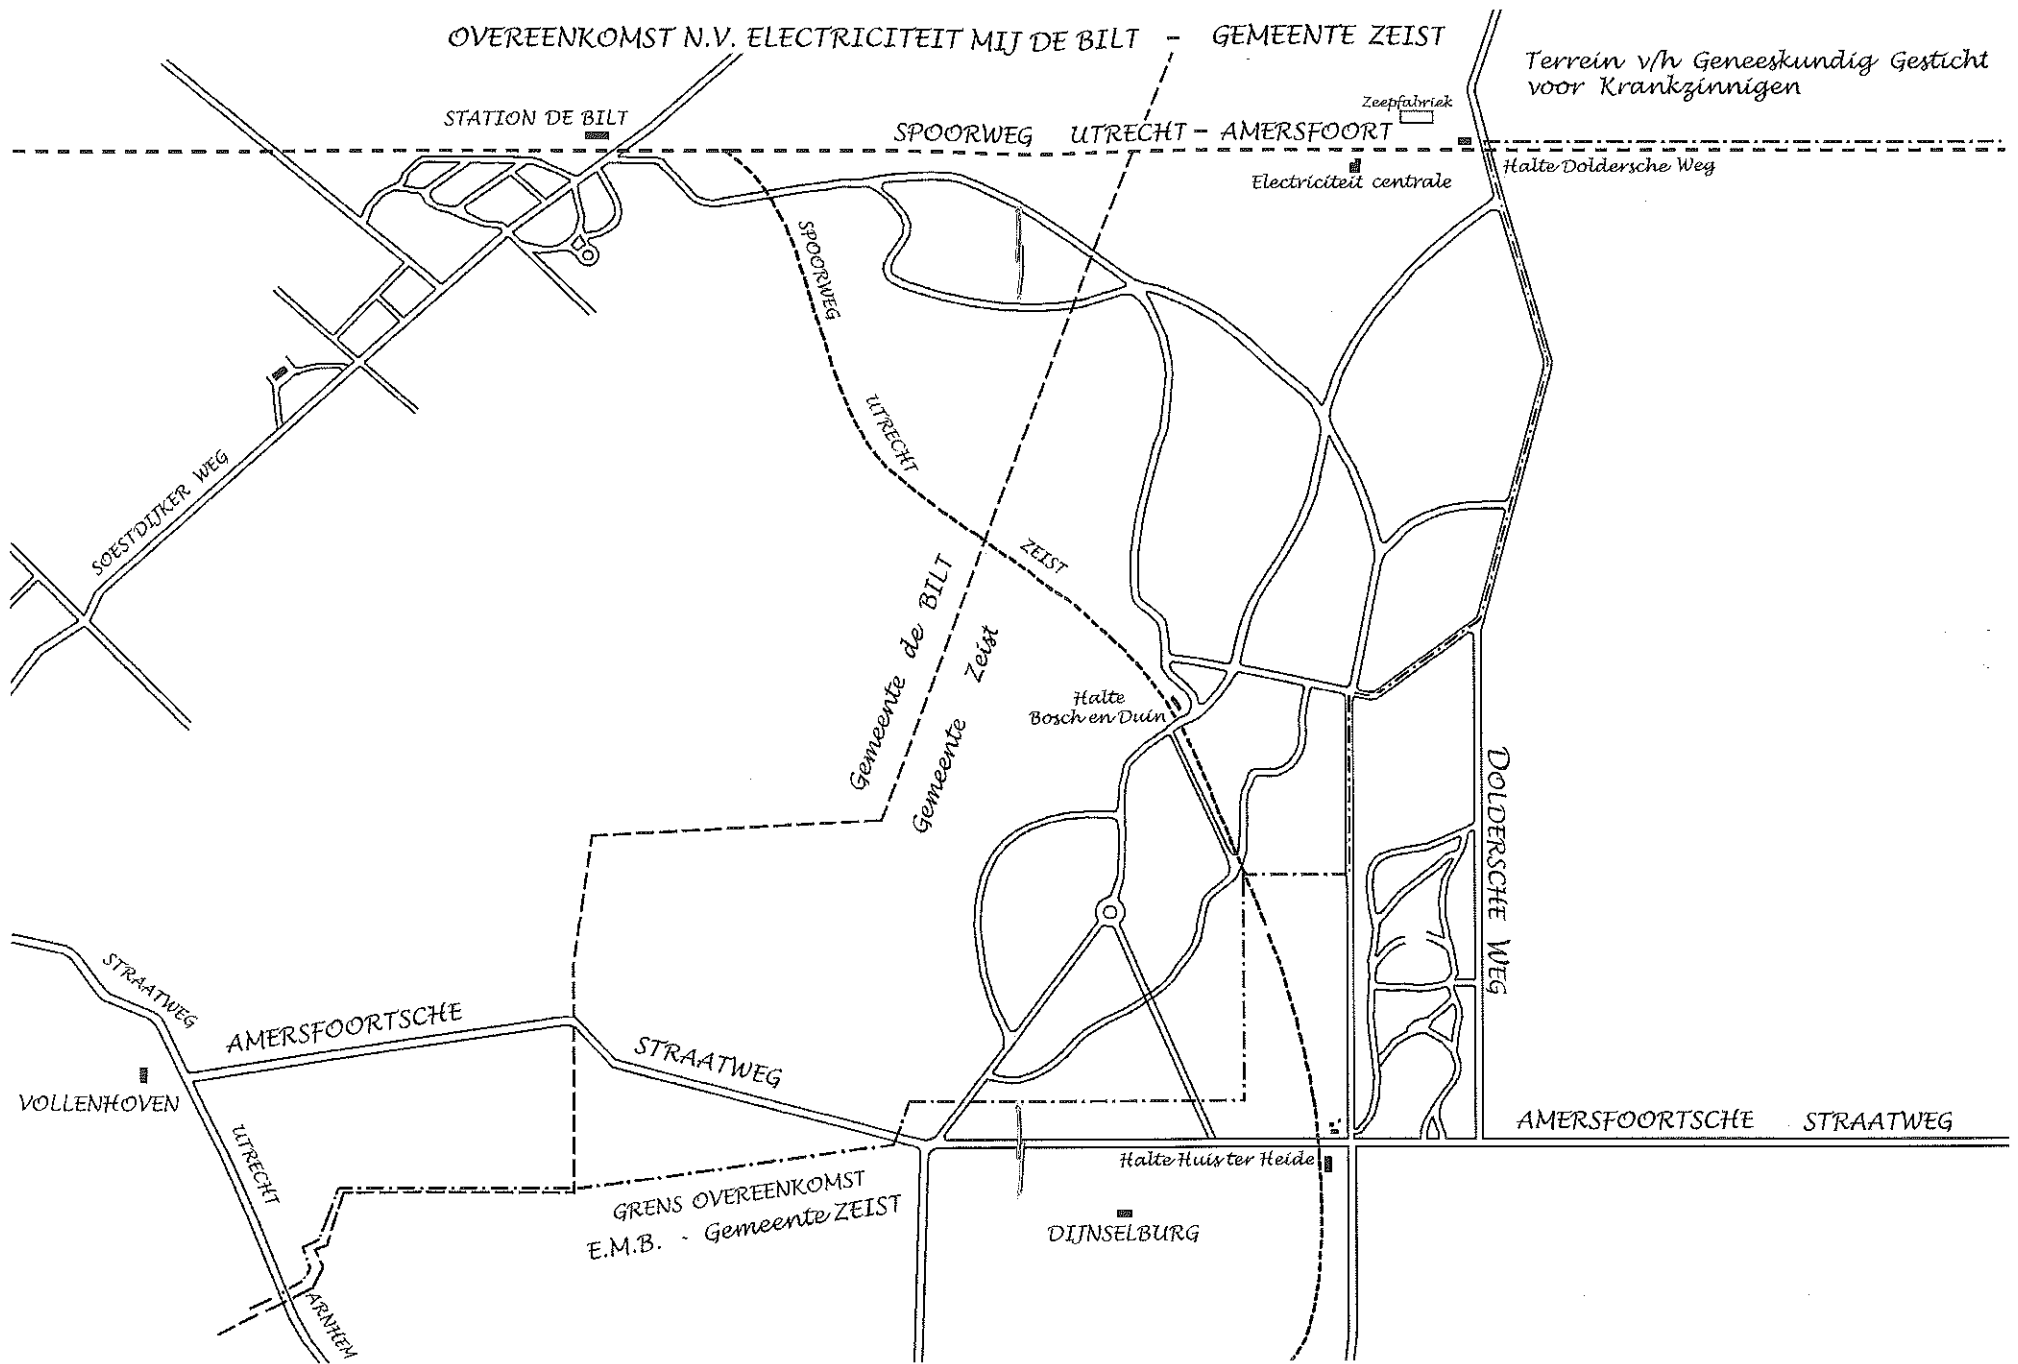 OVEREENKOMST N.V. ELECTRICITEIT MIJ DE BILT - GEMEENTE ZEIST
Terrein v/h Geneeskundig Gesticht
voor Krankzinnigen
Zeepfabriek
STATION DE BILT
SPOORWEG UTRECHT - AMERSFOORT
Halte Doldersche Weg
Electriciteit centrale
SPOORWEG
UTRECHT
ZEIST
SOESTDIJKER WEG
Gemeente de BILT
Gemeente Zeist
Halte
Bosch en Duin
DOLDERSCHE WEG
STRAATWEG
AMERSFOORTSCHE
STRAATWEG
VOLLENHOVEN
UTRECHT
ARNHEM
AMERSFOORTSCHE STRAATWEG
Halte Huis ter Heide
GRENS OVEREENKOMST
E.M.B. - Gemeente ZEIST
DIJNSELBURG